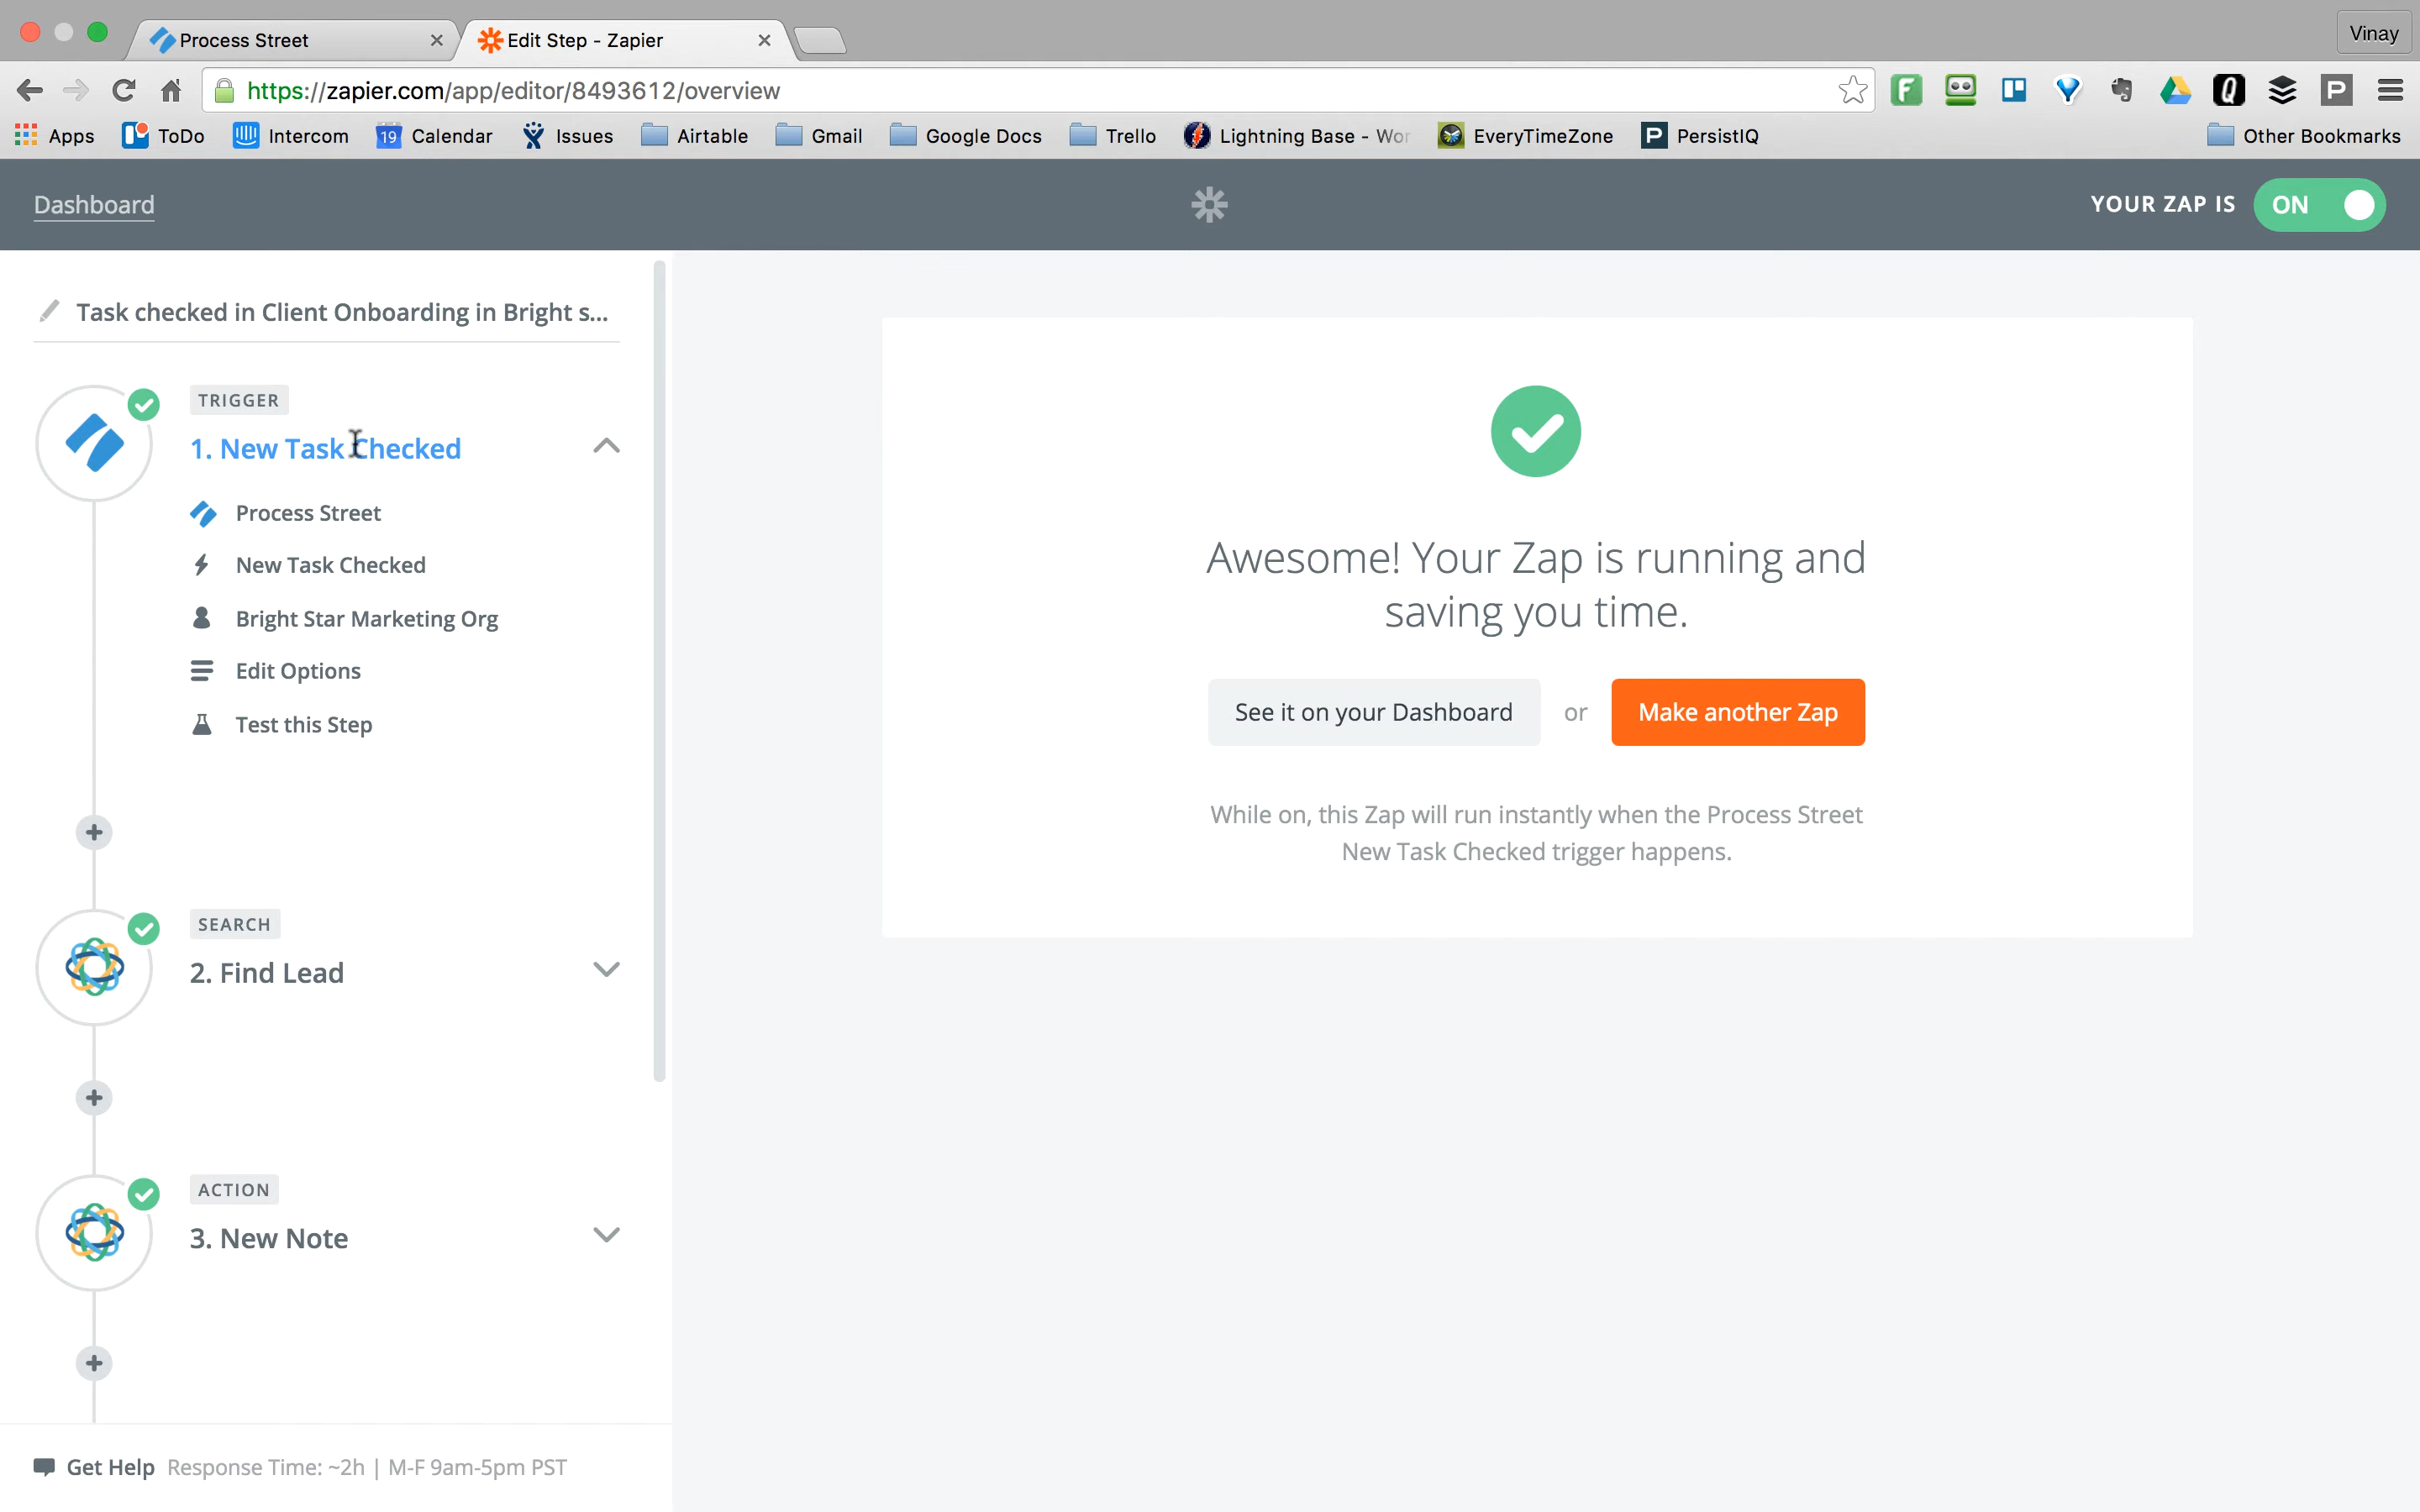 Process Street
Edit Step - Zapier
Vinay
https://zapier.com/app/editor/8493612/overview
Apps
ToDo
Intercom
19 Calendar
Issues
Airtable
Gmail
Google Docs
Trello
Lightning Base - Wor
EveryTimeZone
P PersistIQ
Other Bookmarks
Dashboard
YOUR ZAP IS ON
Task checked in Client Onboarding in Bright s...
TRIGGER
1. New Task Checked
Process Street
New Task Checked
Bright Star Marketing Org
Edit Options
Test this Step
SEARCH
2. Find Lead
ACTION
3. New Note
Get Help Response Time: ~2h | M-F 9am-5pm PST
Awesome! Your Zap is running and
saving you time.
See it on your Dashboard or Make another Zap
While on, this Zap will run instantly when the Process Street
New Task Checked trigger happens.